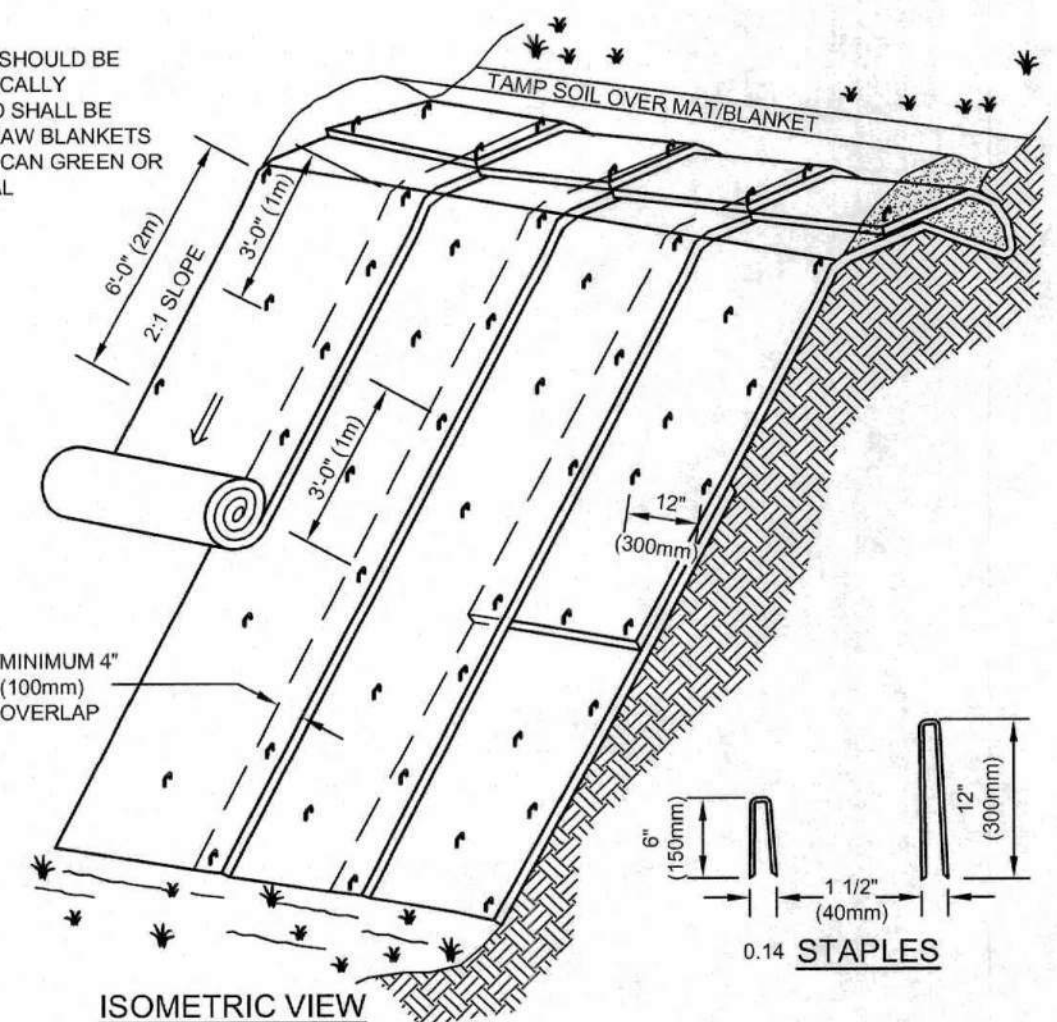 SHOULD BE
CALLY
SHALL BE
AW BLANKETS
CAN GREEN OR
TAMP SOIL OVER MAT/BLANKET
6'-0" (2m)
2:1 SLOPE
3'-0" (1m)
3'-0" (1m)
12"
(300mm)
MINIMUM 4"
(100mm)
OVERLAP
6"
(150mm)
12"
(300mm)
1 1/2"
(40mm)
0.14 STAPLES
ISOMETRIC VIEW